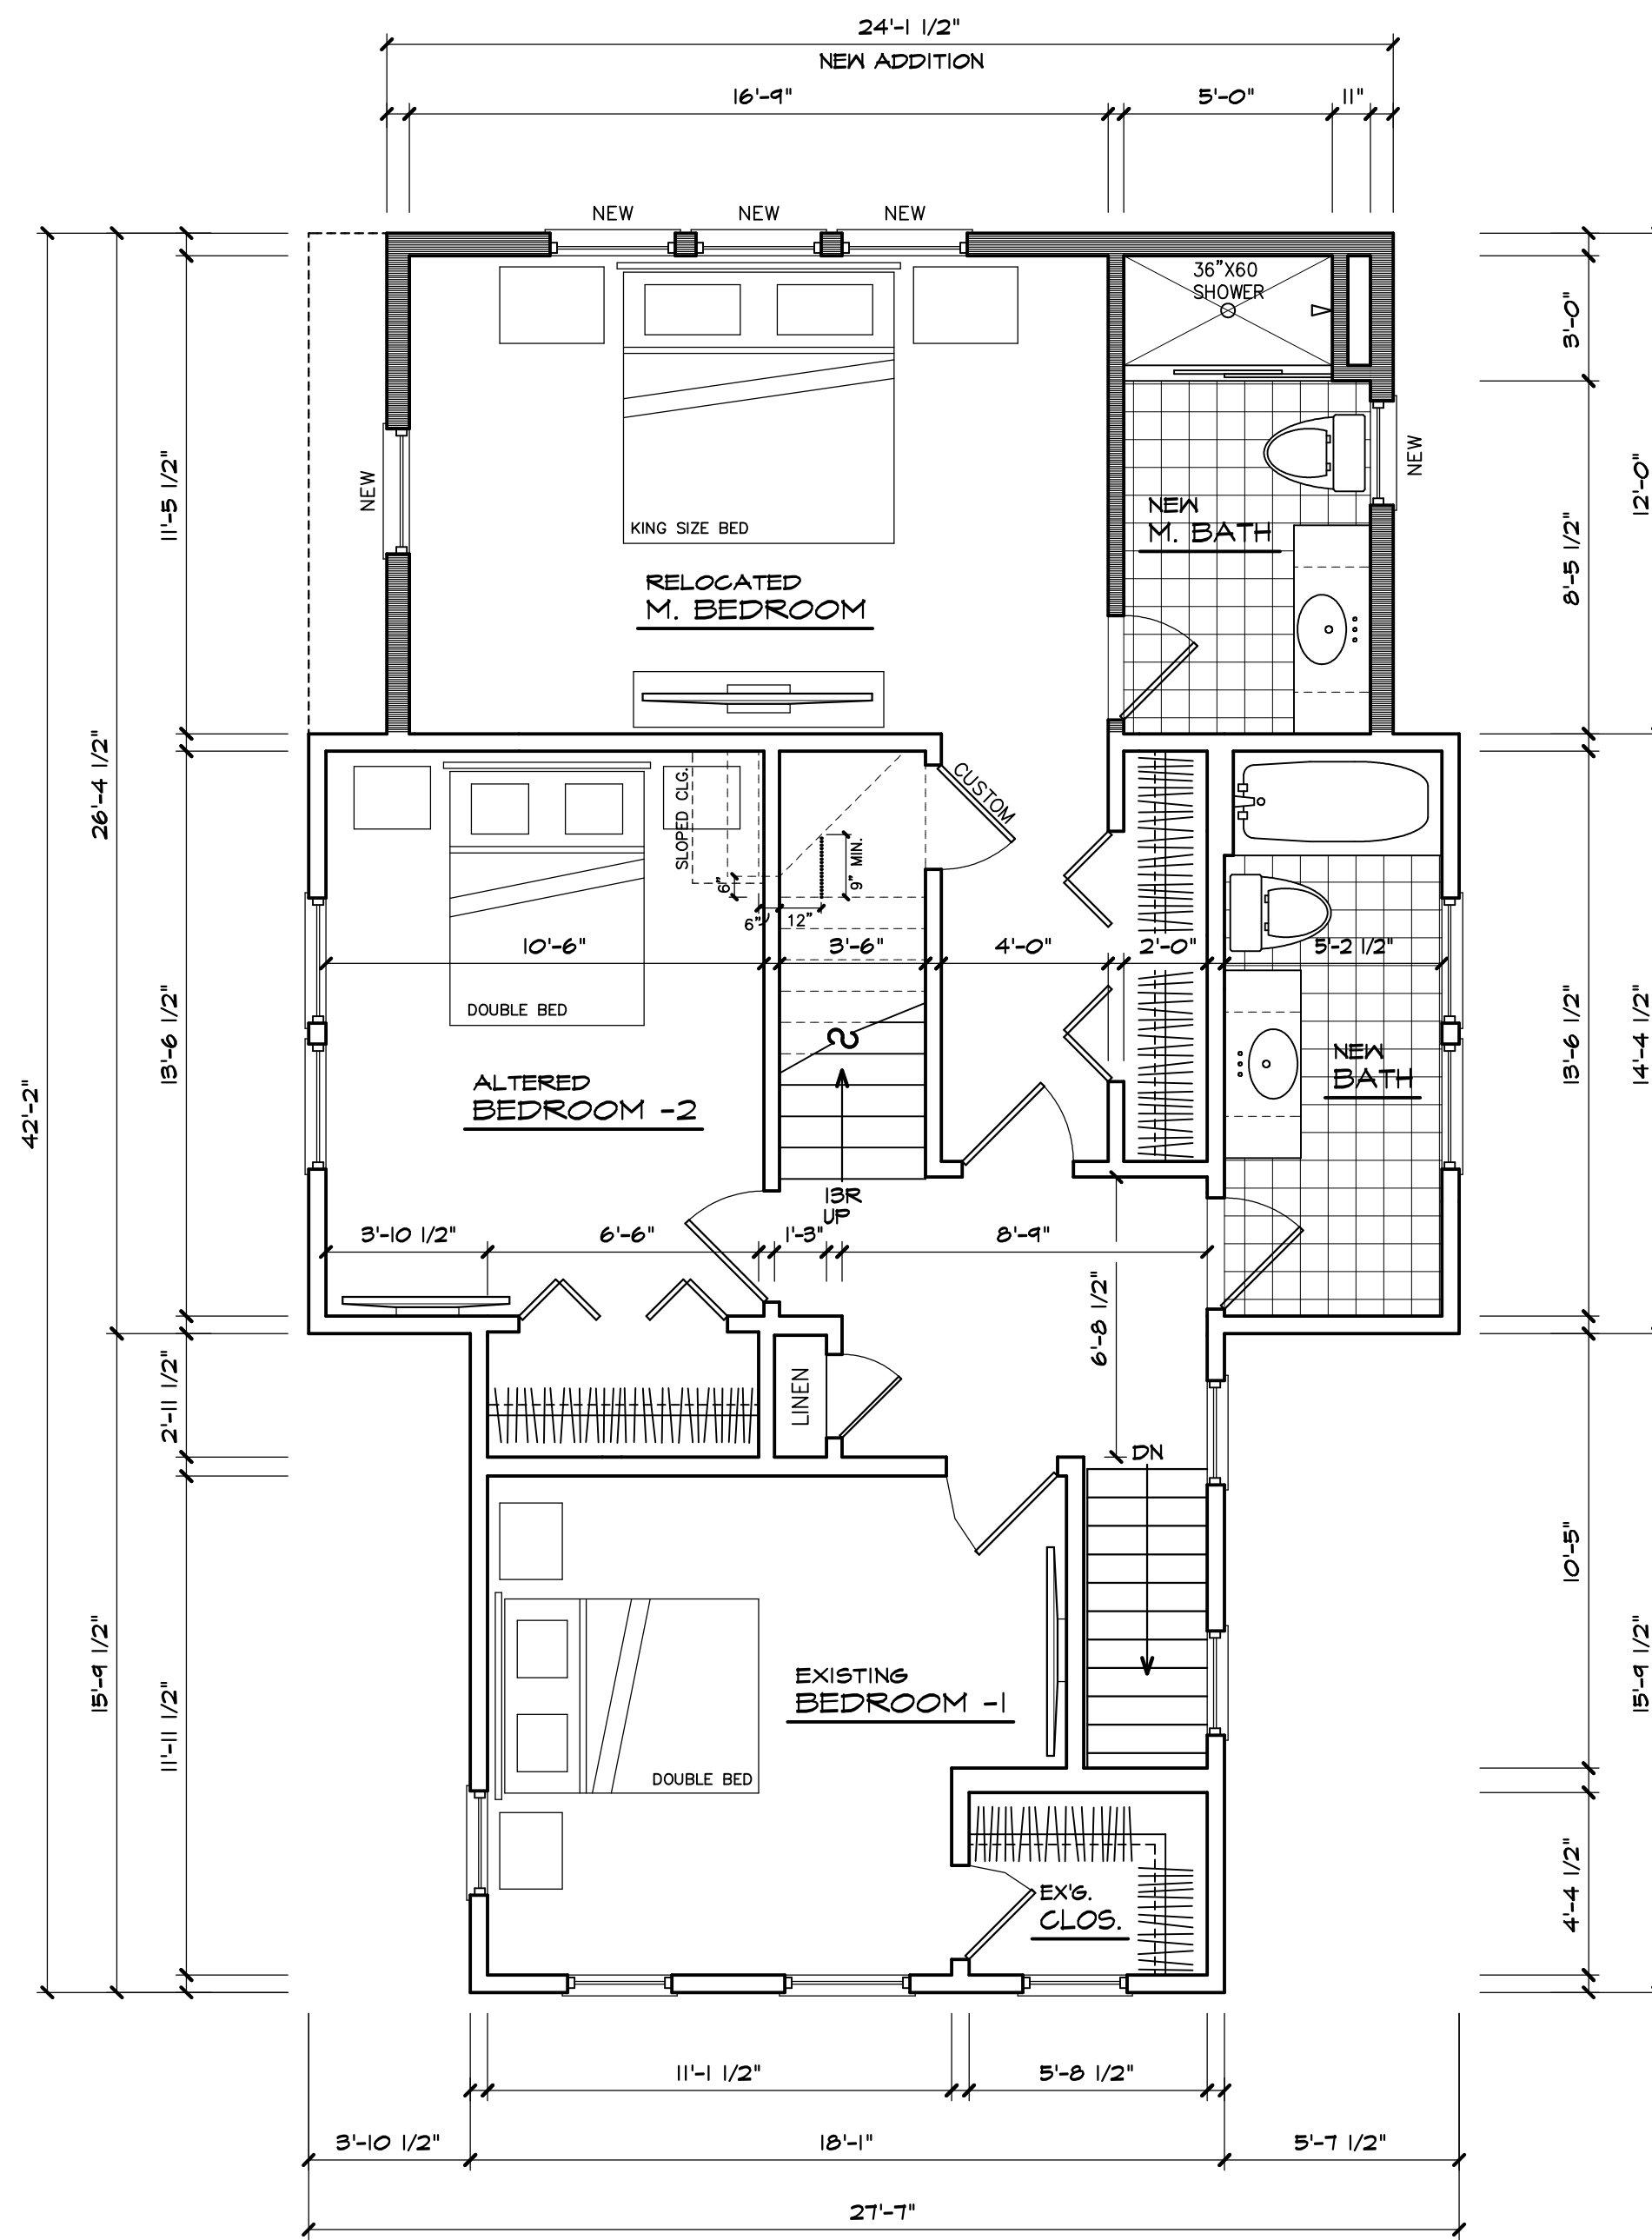 24'-1 1/2"
NEW ADDITION
16'-9"
5'-0"
11"
NEW
NEW
NEW
36"X60
SHOWER
3'-0"
11'-5 1/2"
NEW
NEW
12'-0"
KING SIZE BED
NEW
M. BATH
8'-5 1/2"
RELOCATED
M. BEDROOM
26'-4 1/2"
SLOPED CLG.
CUSTOM
9" MIN.
6"
6"
12"
10'-6"
3'-6"
4'-0"
2'-0"
5'-2 1/2"
DOUBLE BED
13'-6 1/2"
13'-6 1/2"
14'-4 1/2"
42'-2"
S
NEW
BATH
ALTERED
BEDROOM -2
13R
UP
3'-10 1/2"
6'-6"
1'-3"
8'-9"
6'-8 1/2"
2'-11 1/2"
LINEN
DN
10'-5"
15'-9 1/2"
15'-9 1/2"
11'-11 1/2"
EXISTING
BEDROOM -1
DOUBLE BED
4'-4 1/2"
EX'G.
CLOS.
11'-1 1/2"
5'-8 1/2"
3'-10 1/2"
18'-1"
5'-7 1/2"
27'-7"